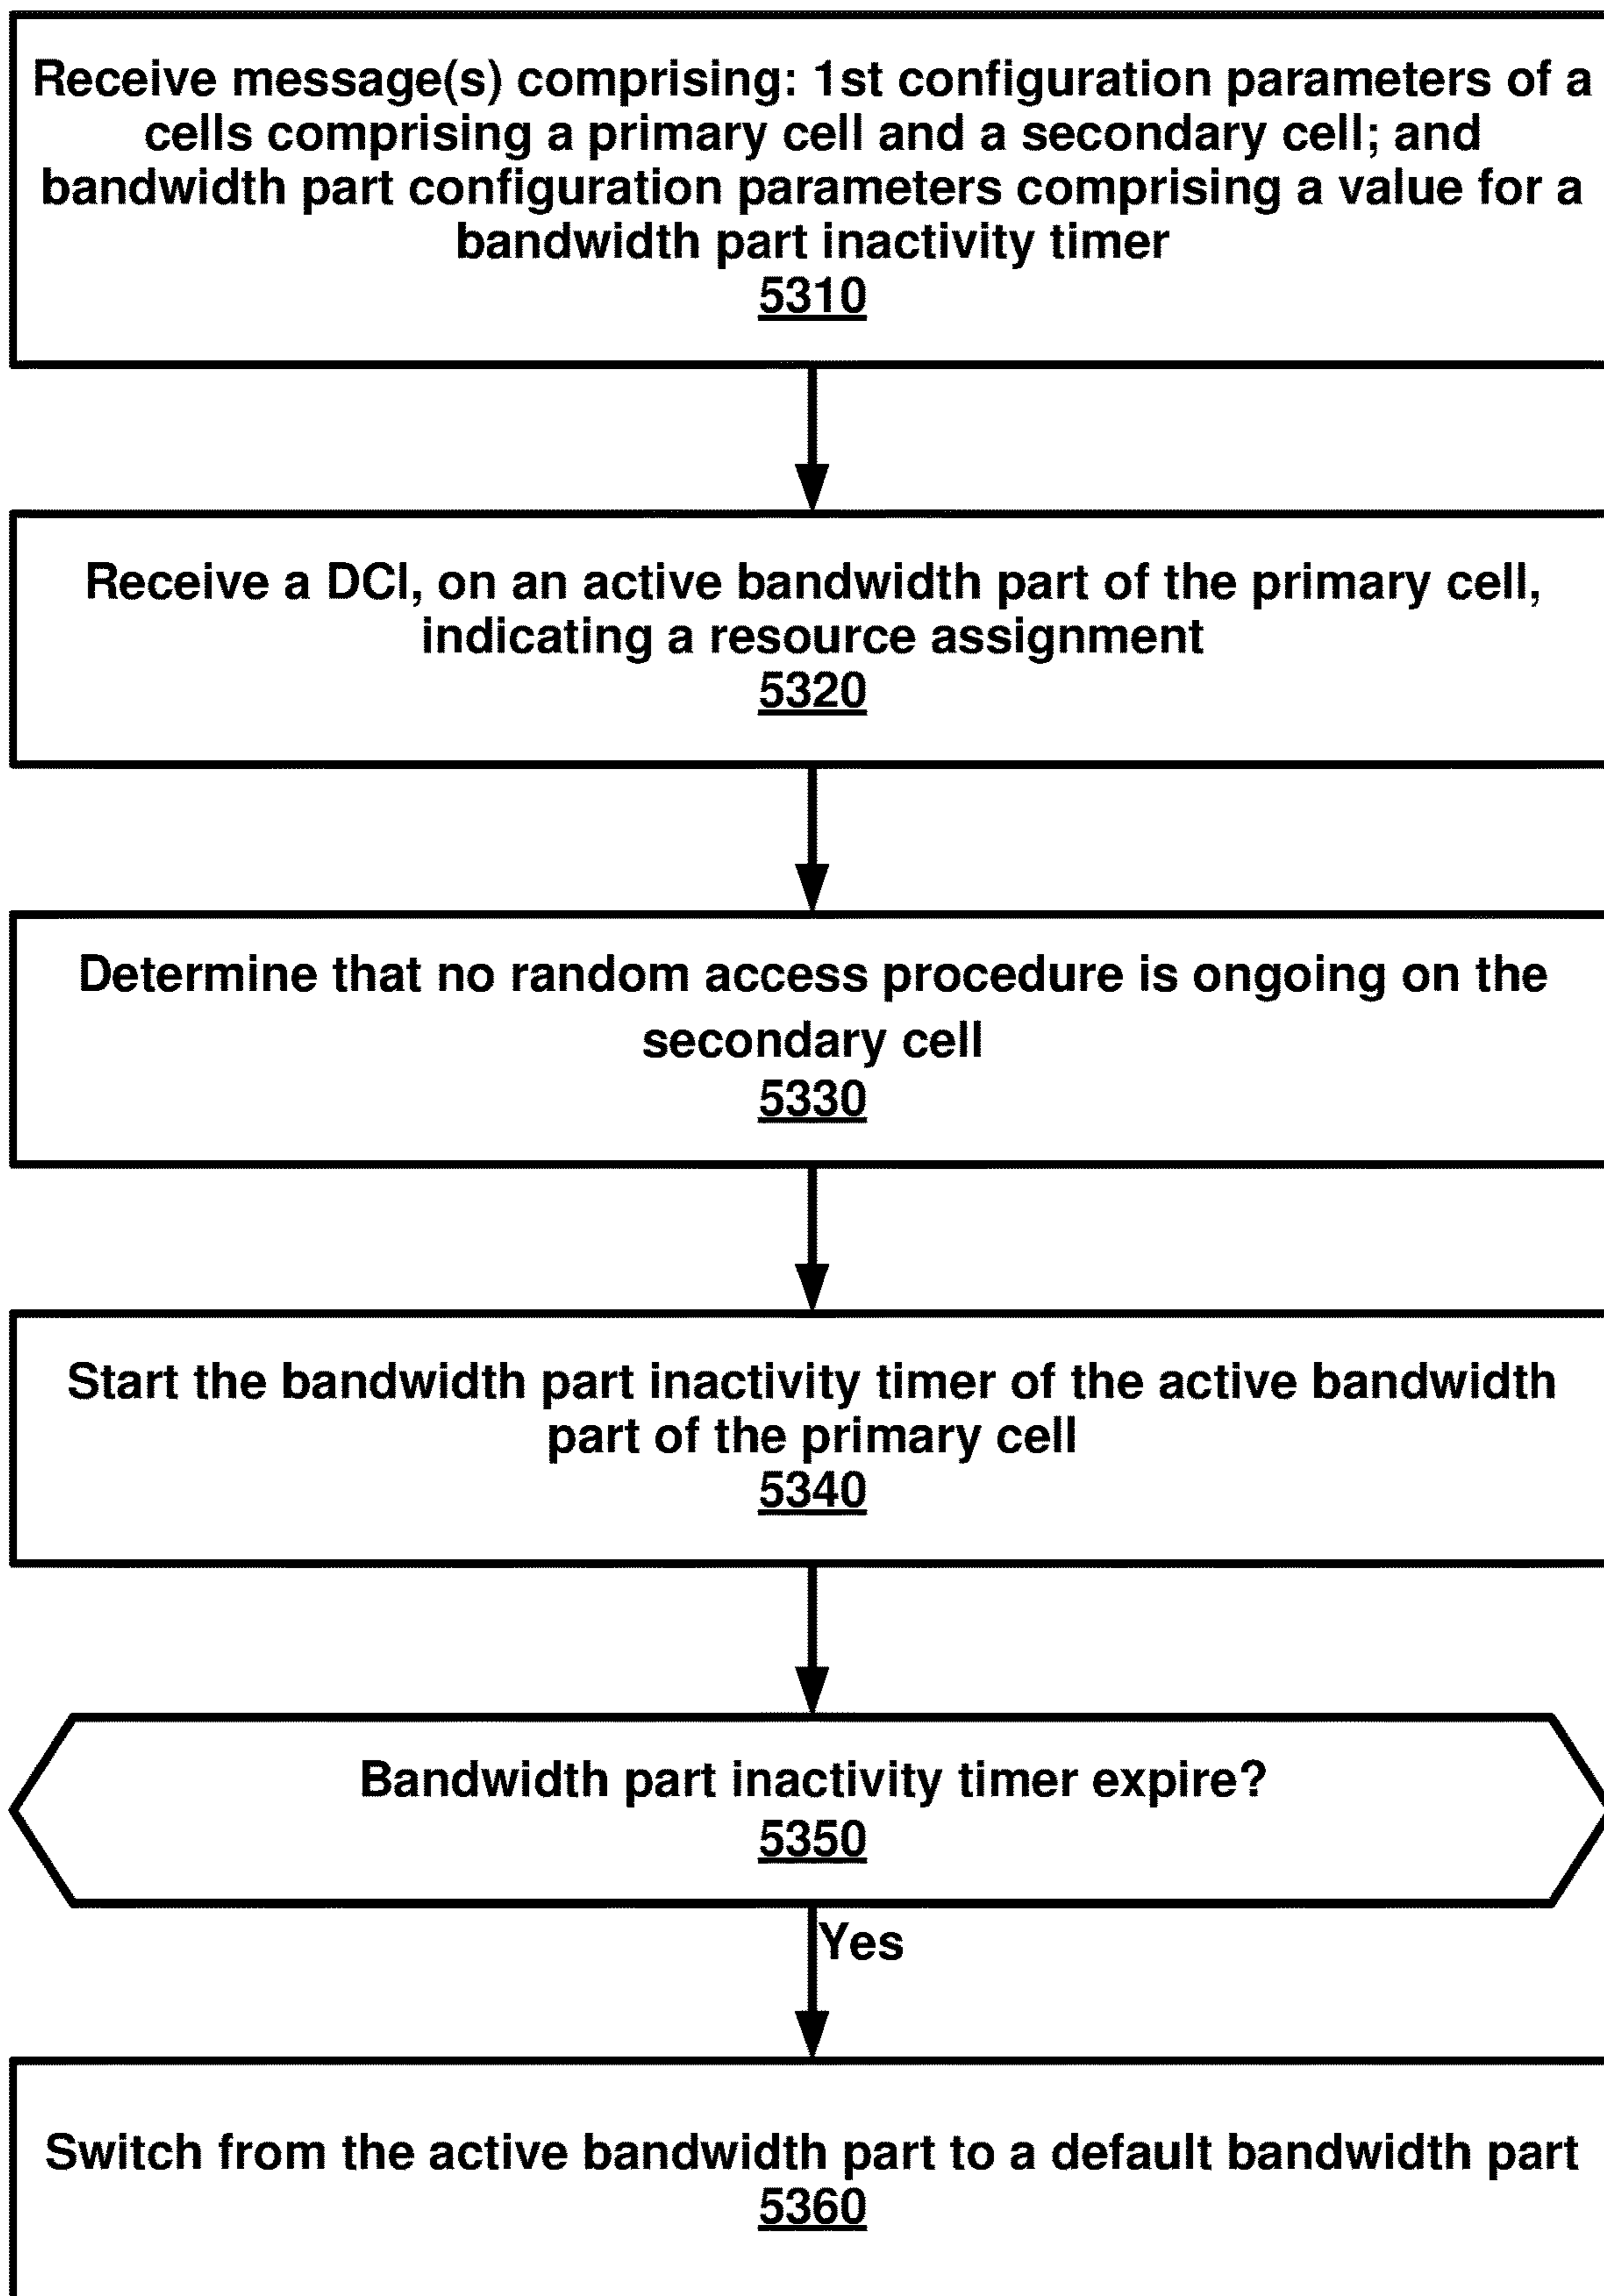 Receive message(s) comprising: 1st configuration parameters of a
cells comprising a primary cell and a secondary cell; and
bandwidth part configuration parameters comprising a value for a
bandwidth part inactivity timer
5310
Receive a DCI, on an active bandwidth part of the primary cell,
indicating a resource assignment
5320
Determine that no random access procedure is ongoing on the
secondary cell
5330
Start the bandwidth part inactivity timer of the active bandwidth
part of the primary cell
5340
Bandwidth part inactivity timer expire?
5350
Yes
Switch from the active bandwidth part to a default bandwidth part
5360